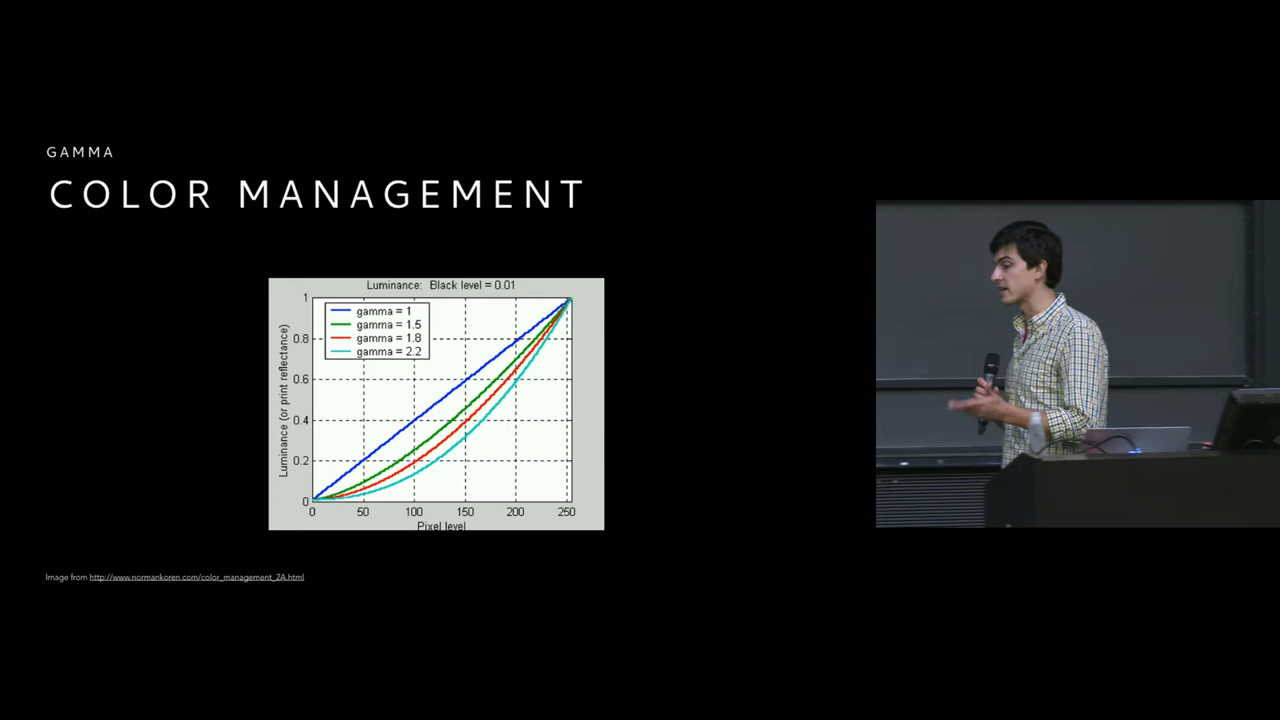 GAMMA
COLOR MANAGEMENT
Luminance: Black level = 0.01
Luminance (or print reflectance)
1
0.8
0.6
0.4
0.2
0
gamma = 1
gamma = 1.5
gamma = 1.8
gamma = 2.2
0 50 100 150 200 250
Pixel level
Image from http://www.normankoren.com/color_management_2A.html